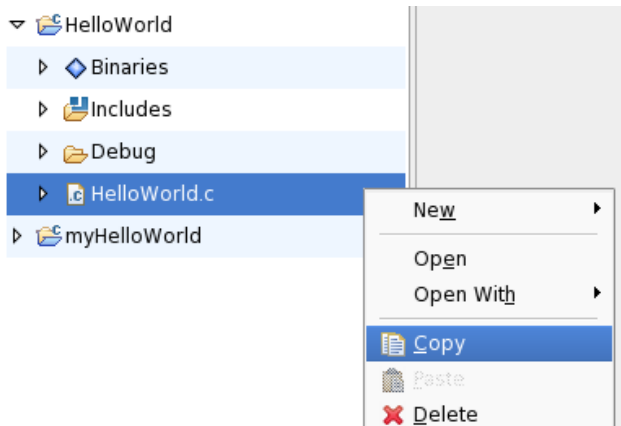 HelloWorld
Binaries
Includes
Debug
HelloWorld.c
myHelloWorld
New
Open
Open With
Copy
Paste
Delete